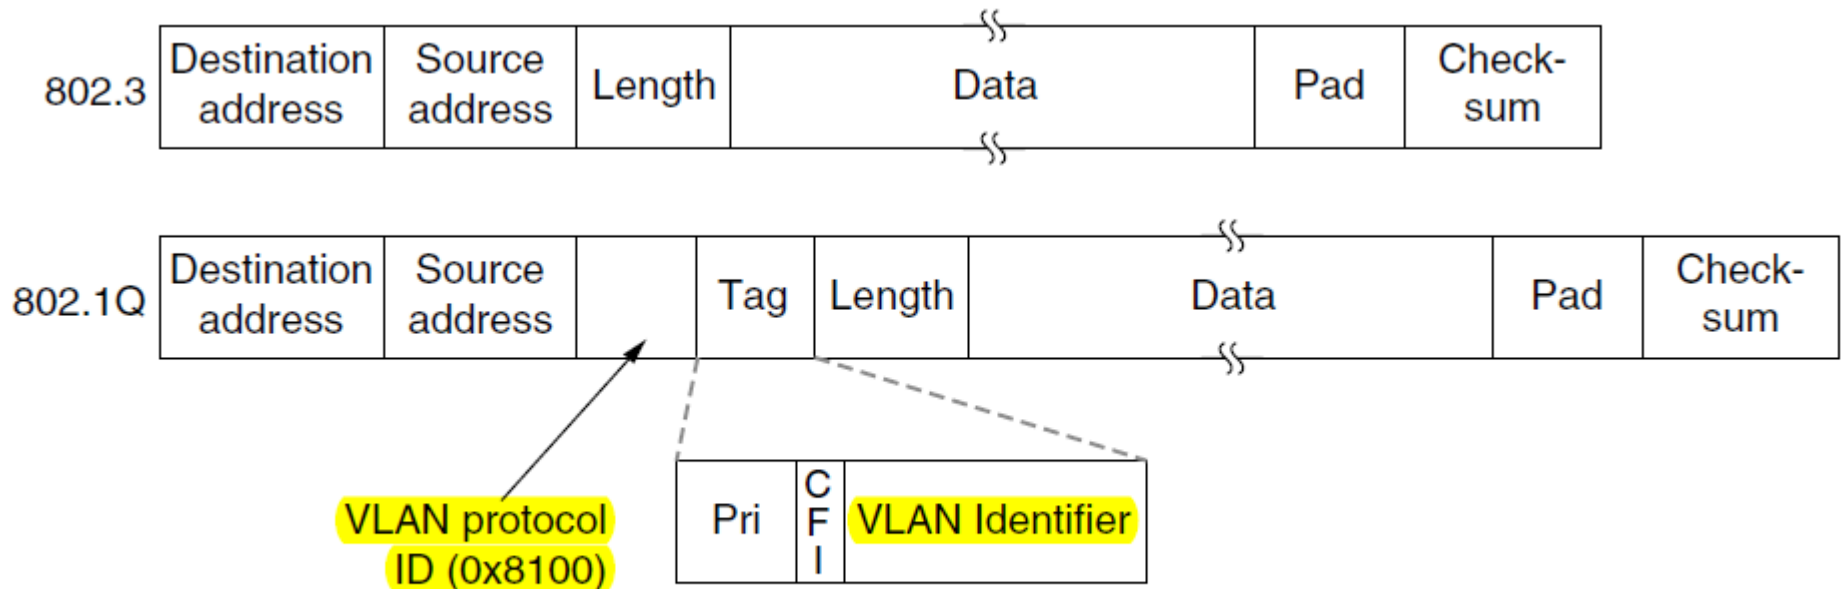 802.3
Destination
address
Source
address
Length
Data
Pad
Check-
sum
802.1Q
Destination
address
Source
address
Tag
Length
Data
Pad
Check-
sum
VLAN protocol
ID (0x8100)
Pri
C
F
I
VLAN Identifier